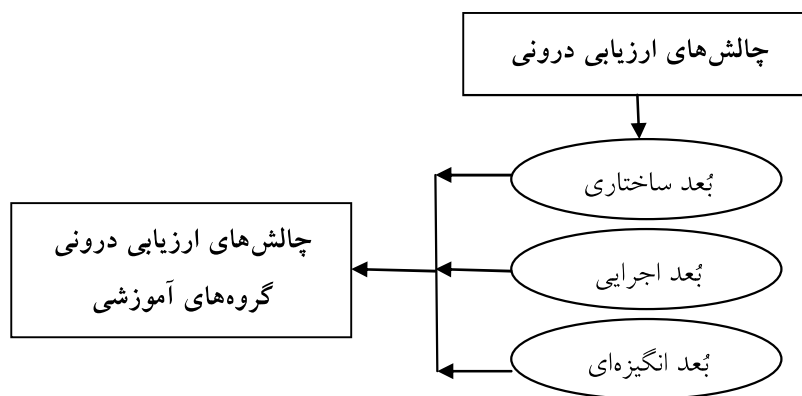 چالش‌های ارزیابی درونی
بُعد ساختاری
بُعد اجرایی
بُعد انگیزه‌ای
چالش‌های ارزیابی درونی
گروه‌های آموزشی